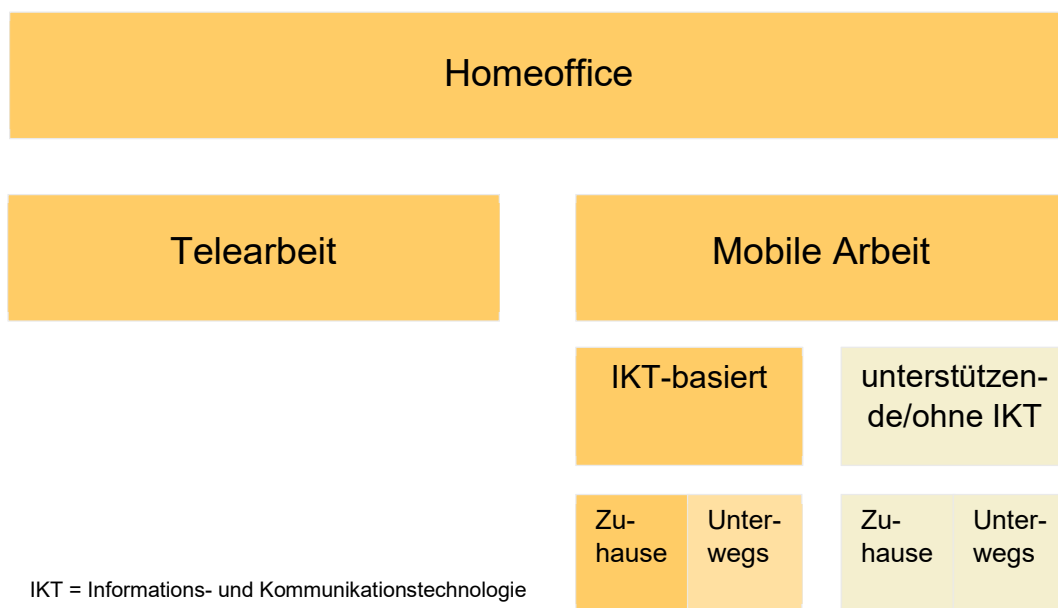 Homeoffice
Telearbeit
Mobile Arbeit
IKT-basiert
unterstützen-
de/ohne IKT
Zu-
hause
Unter-
wegs
Zu-
hause
Unter-
wegs
IKT = Informations- und Kommunikationstechnologie